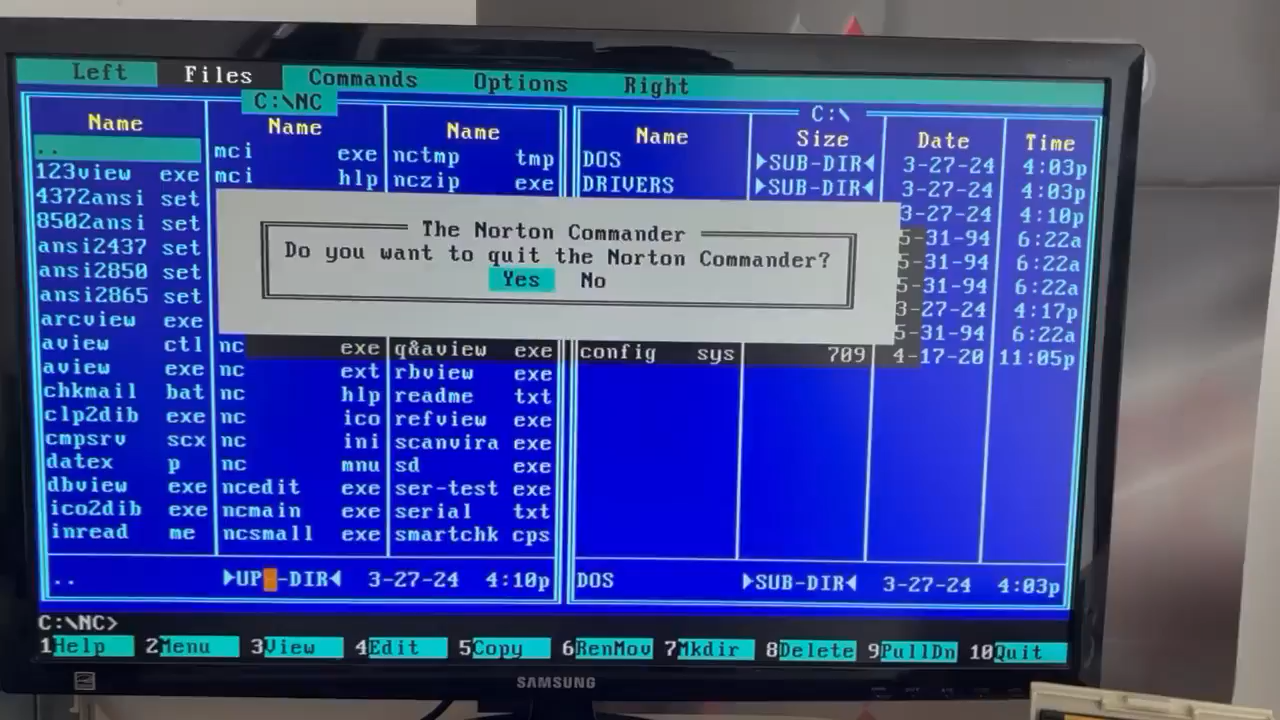 Left Files Commands Options Right
C:\NC C:\
Name Name Name Name Size Date Time
.. mci exe nctmp tmp DOS ►SUB-DIR◄ 3-27-24 4:03p
123view exe mci hlp nczip exe DRIVERS ►SUB-DIR◄ 3-27-24 4:03p
4372ansi set 3-27-24 4:10p
8502ansi set 5-31-94 6:22a
ansi2437 set 5-31-94 6:22a
ansi2850 set 5-31-94 6:22a
ansi2865 set 3-27-24 4:17p
arcview exe 5-31-94 6:22a
The Norton Commander
Do you want to quit the Norton Commander?
Yes No
aview ctl nc exe q&aview exe config sys 709 4-17-20 11:05p
aview exe nc ext rbview exe
chkmail bat nc hlp readme txt
clp2dib exe nc ico refview exe
cmpsrv scx nc ini scanvira exe
datex p nc mnu sd exe
dbview exe ncedit exe ser-test exe
ico2dib exe ncmain exe serial txt
inread me ncsmall exe smartchk cps
.. ►UP--DIR◄ 3-27-24 4:10p DOS ►SUB-DIR◄ 3-27-24 4:03p
C:\NC>
1Help 2Menu 3View 4Edit 5Copy 6RenMov 7Mkdir 8Delete 9PullDn 10Quit
SAMSUNG